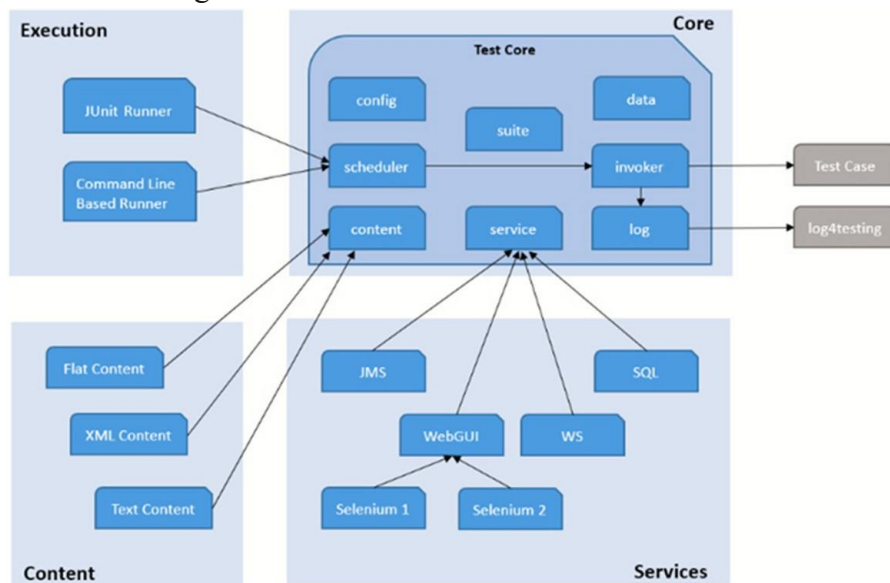 Execution
Core
Test Core
JUnit Runner
config
data
suite
Command Line
Based Runner
scheduler
invoker
Test Case
content
service
log
log4testing
Flat Content
JMS
SQL
XML Content
WebGUI
WS
Text Content
Selenium 1
Selenium 2
Content
Services